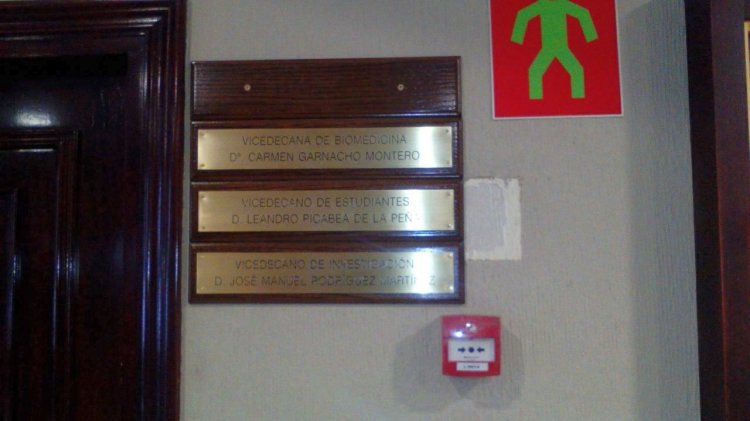 VICEDECANA DE BIOMEDICINA
Dª. CARMEN GARNACHO MONTERO
VICEDECANO DE ESTUDIANTES
D. LEANDRO PICABEA DE LA PEÑA
VICEDECANO DE INVESTIGACIÓN
D. JOSÉ MANUEL RODRÍGUEZ MARTÍNEZ